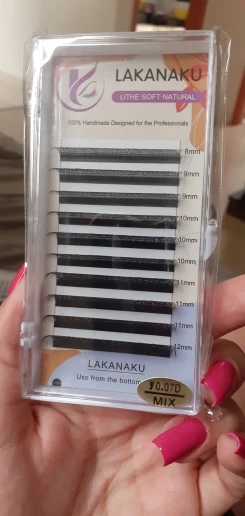 LAKANAKU
LITHE SOFT NATURAL
100% Handmade Designed for the Professionals
8mm
9mm
9mm
10mm
10mm
10mm
11mm
11mm
11mm
12mm
LAKANAKU
Use from the bottom
y 0.07D
MIX